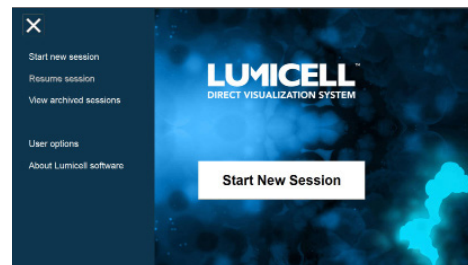 Start new session
Resume session
View archived sessions
User options
About Lumicell software
LUMICELL™
DIRECT VISUALIZATION SYSTEM
Start New Session